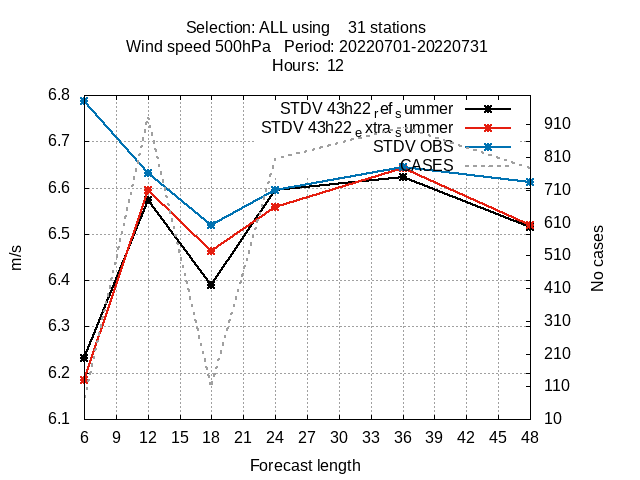 Selection: ALL using 31 stations
Wind speed 500hPa Period: 20220701-20220731
Hours: 12
STDV 43h22refsummer
STDV 43h22extrasummer
STDV OBS
CASES
6.8
6.7
6.6
6.5
6.4
6.3
6.2
6.1
m/s
910
810
710
610
510
410
310
210
110
10
No cases
6 9 12 15 18 21 24 27 30 33 36 39 42 45 48
Forecast length